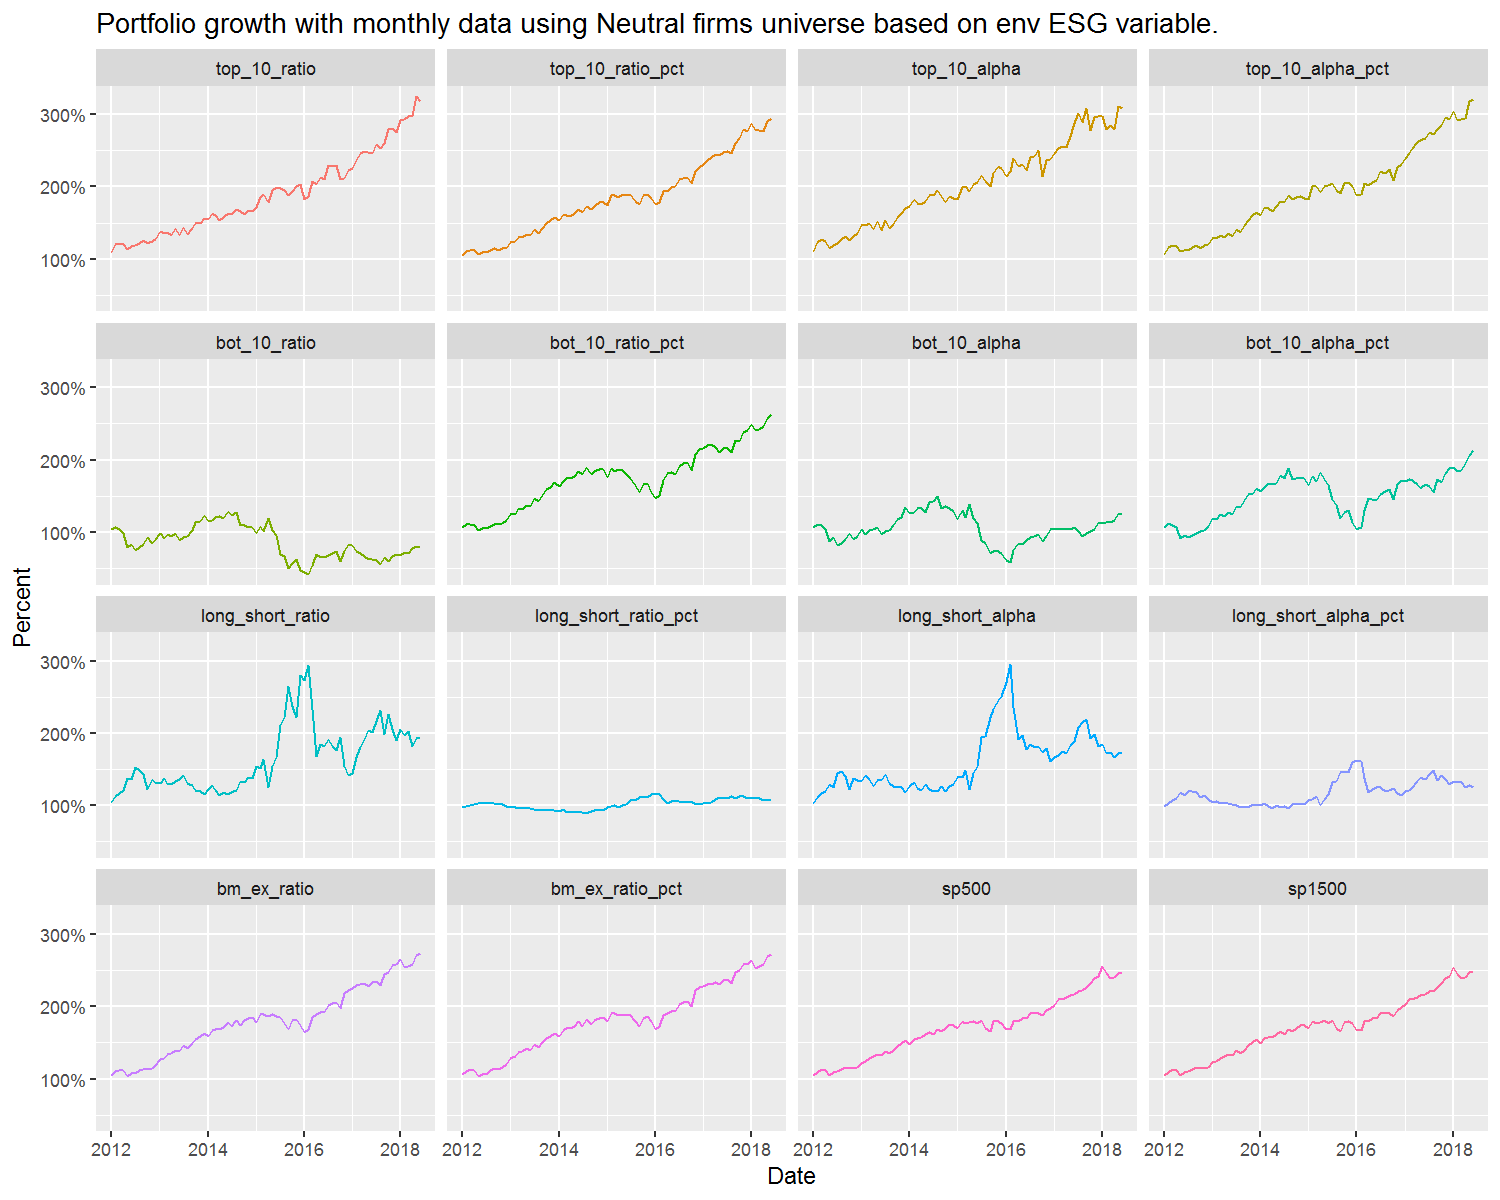 Portfolio growth with monthly data using Neutral firms universe based on env ESG variable.
top_10_ratio top_10_ratio_pct top_10_alpha top_10_alpha_pct
300%
200%
100%
bot_10_ratio bot_10_ratio_pct bot_10_alpha bot_10_alpha_pct
300%
200%
100%
Percent
long_short_ratio long_short_ratio_pct long_short_alpha long_short_alpha_pct
300%
200%
100%
bm_ex_ratio bm_ex_ratio_pct sp500 sp1500
300%
200%
100%
2012 2014 2016 2018 2012 2014 2016 2018 2012 2014 2016 2018 2012 2014 2016 2018
Date